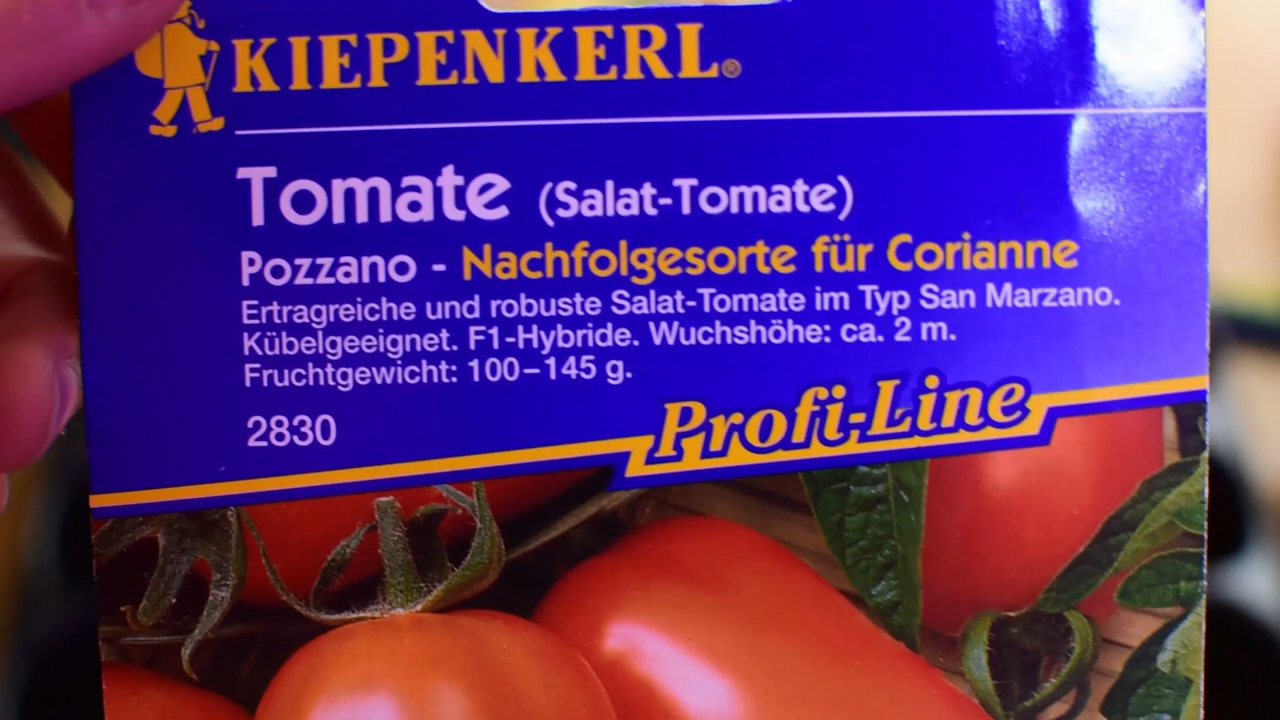 KIEPENKERL®
Tomate (Salat-Tomate)
Pozzano - Nachfolgesorte für Corianne
Ertragreiche und robuste Salat-Tomate im Typ San Marzano.
Kübelgeeignet. F1-Hybride. Wuchshöhe: ca. 2 m.
Fruchtgewicht: 100–145 g.
2830
Profi-Line